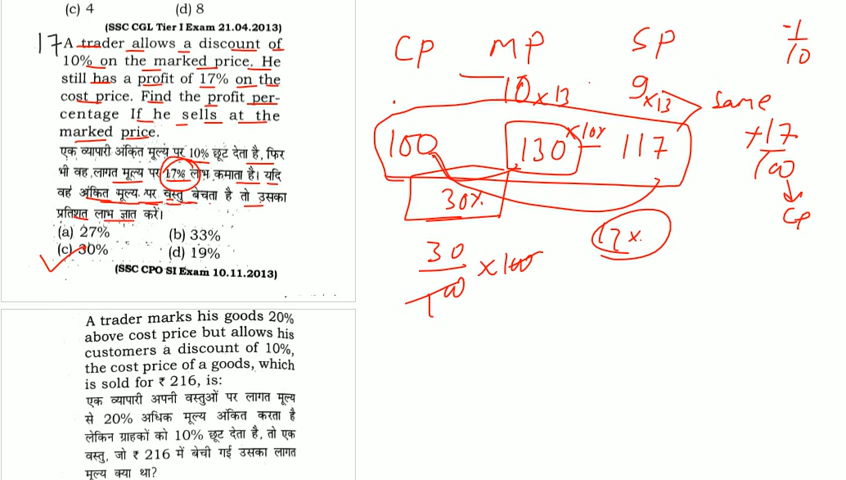 (c) 4 (d) 8
(SSC CGL Tier I Exam 21.04.2013)
17 A trader allows a discount of
10% on the marked price. He
still has a profit of 17% on the
cost price. Find the profit per-
centage If he sells at the
marked price.
एक व्यापारी अंकित मूल्य पर 10% छूट देता है, फिर
भी वह लागत मूल्य पर 17% लाभ कमाता है। यदि
वह अंकित मूल्य पर वस्तु बेचता है तो उसका
प्रतिशत लाभ ज्ञात करें।
(a) 27% (b) 33%
(c) 30% (d) 19%
(SSC CPO SI Exam 10.11.2013)
A trader marks his goods 20%
above cost price but allows his
customers a discount of 10%,
the cost price of a goods, which
is sold for ₹ 216, is:
एक व्यापारी अपनी वस्तुओं पर लागत मूल्य
से 20% अधिक मूल्य अंकित करता है
लेकिन ग्राहकों को 10% छूट देता है, तो एक
वस्तु, जो ₹ 216 में बेची गई उसका लागत
मूल्य क्या था?
CP MP SP
-1/10
10×13 9×13 same
100 130 117
+17/100
CP
30%
17%
30/100 ×100